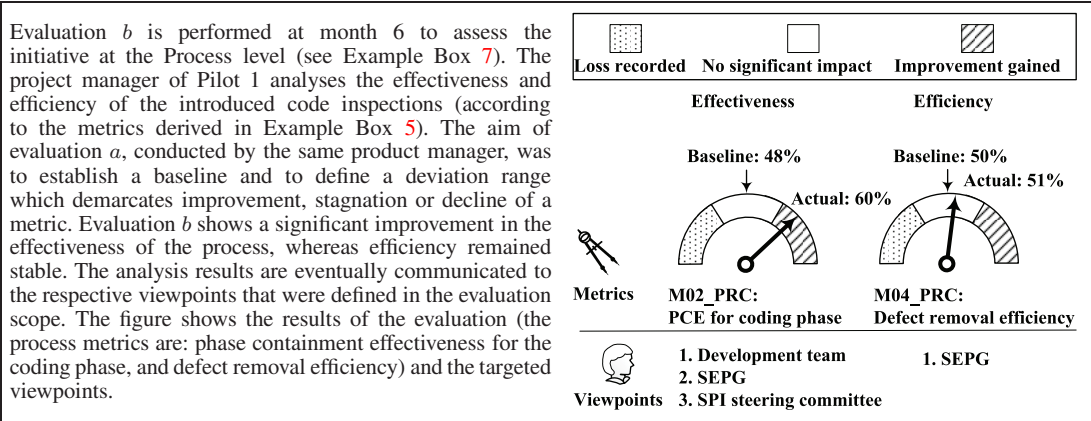 Evaluation b is performed at month 6 to assess the
initiative at the Process level (see Example Box 7). The
project manager of Pilot 1 analyses the effectiveness and
efficiency of the introduced code inspections (according
to the metrics derived in Example Box 5). The aim of
evaluation a, conducted by the same product manager, was
to establish a baseline and to define a deviation range
which demarcates improvement, stagnation or decline of a
metric. Evaluation b shows a significant improvement in the
effectiveness of the process, whereas efficiency remained
stable. The analysis results are eventually communicated to
the respective viewpoints that were defined in the evaluation
scope. The figure shows the results of the evaluation (the
process metrics are: phase containment effectiveness for the
coding phase, and defect removal efficiency) and the targeted
viewpoints.
Loss recorded No significant impact Improvement gained
Effectiveness Efficiency
Baseline: 48% Baseline: 50%
Actual: 51%
Actual: 60%
Metrics M02_PRC: M04_PRC:
PCE for coding phase Defect removal efficiency
1. Development team 1. SEPG
2. SEPG
Viewpoints 3. SPI steering committee